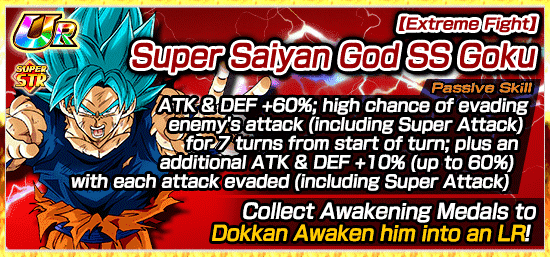 UR
[Extreme Fight]
Super Saiyan God SS Goku
SUPER
STR
Passive Skill
ATK & DEF +60%; high chance of evading
enemy's attack (including Super Attack)
for 7 turns from start of turn; plus an
additional ATK & DEF +10% (up to 60%)
with each attack evaded (including Super Attack)
Collect Awakening Medals to
Dokkan Awaken him into an LR!